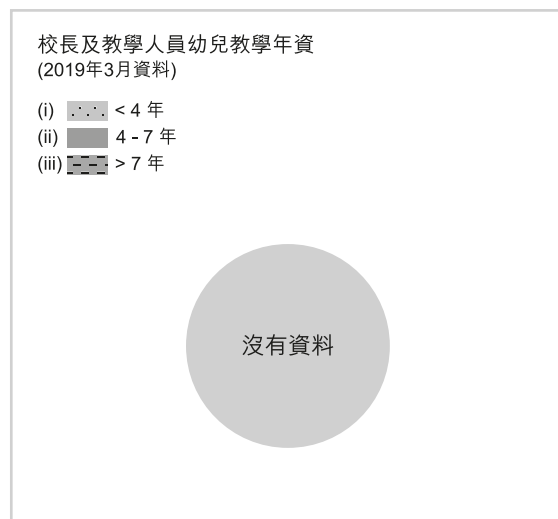 校長及教學人員幼兒教學年資
(2019年3月資料)
(i) < 4 年
(ii) 4 - 7 年
(iii) > 7 年
沒有資料